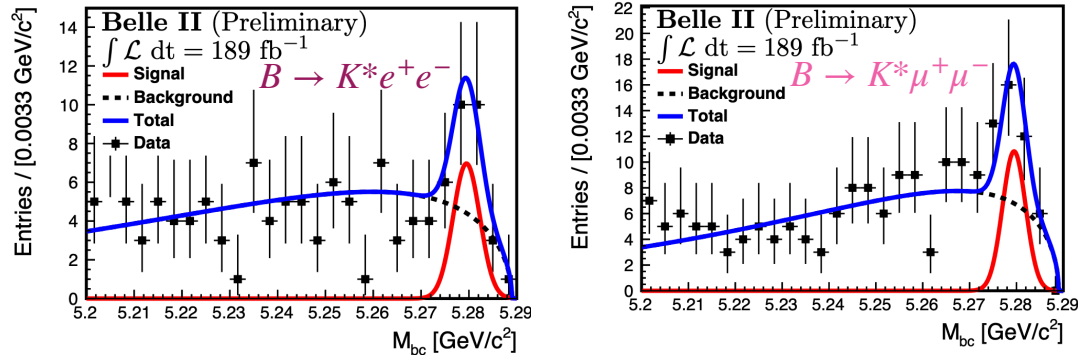 Belle II (Preliminary)
∫ ℒ dt = 189 fb⁻¹
B → K*e⁺e⁻
Signal
Background
Total
Data
Entries / [0.0033 GeV/c²]
14
12
10
8
6
4
2
0
5.2 5.21 5.22 5.23 5.24 5.25 5.26 5.27 5.28 5.29
M_bc [GeV/c²]
Belle II (Preliminary)
∫ ℒ dt = 189 fb⁻¹
B → K*μ⁺μ⁻
Signal
Background
Total
Data
Entries / [0.0033 GeV/c²]
22
20
18
16
14
12
10
8
6
4
2
0
5.2 5.21 5.22 5.23 5.24 5.25 5.26 5.27 5.28 5.29
M_bc [GeV/c²]